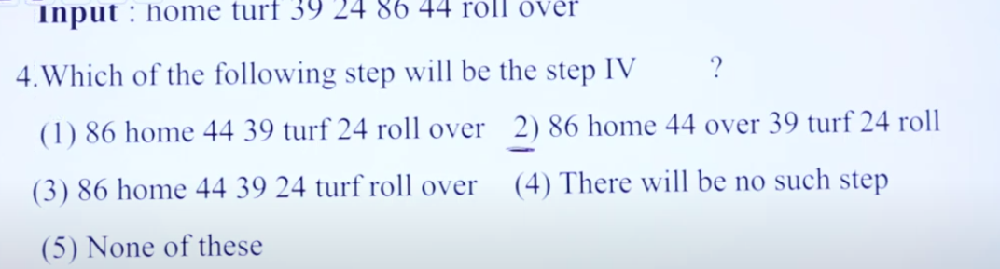 Input : home turf 39 24 86 44 roll over
4.Which of the following step will be the step IV ?
(1) 86 home 44 39 turf 24 roll over 2) 86 home 44 over 39 turf 24 roll
(3) 86 home 44 39 24 turf roll over (4) There will be no such step
(5) None of these